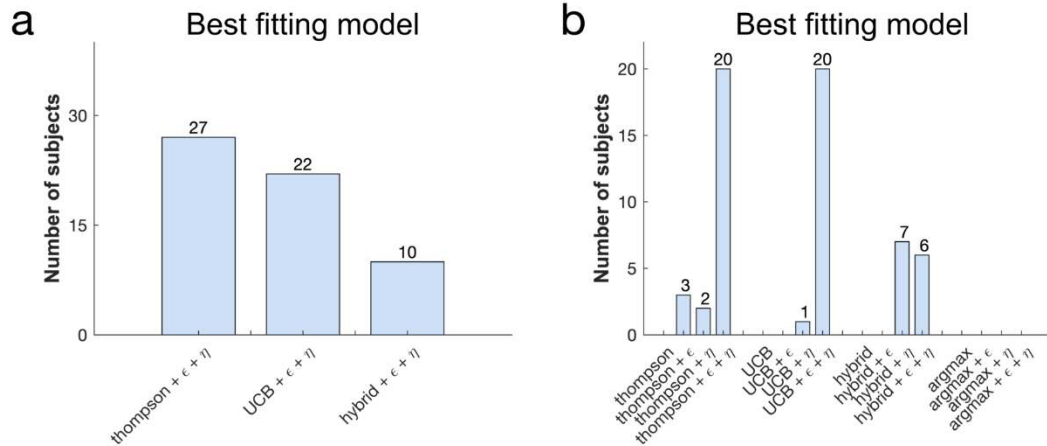 a
Best fitting model
Number of subjects
30
15
0
27
22
10
thompson + ϵ + η
UCB + ϵ + η
hybrid + ϵ + η
b
Best fitting model
Number of subjects
20
15
10
5
0
3
2
20
1
20
7
6
thompson
thompson + ϵ
thompson + η
thompson + ϵ + η
UCB
UCB + ϵ
UCB + η
UCB + ϵ + η
hybrid
hybrid + ϵ
hybrid + η
hybrid + ϵ + η
argmax
argmax + ϵ
argmax + η
argmax + ϵ + η